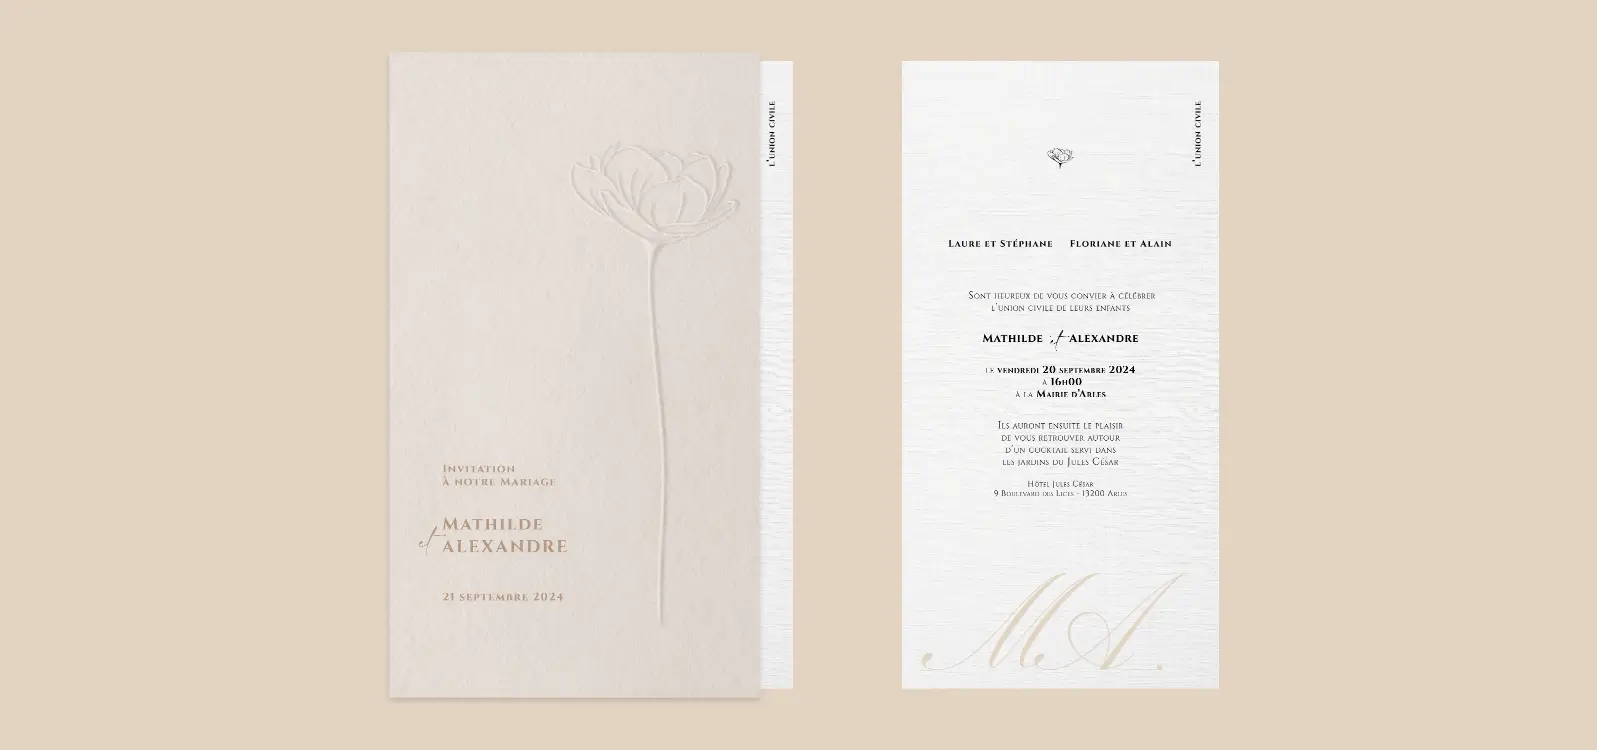 L'union civile
Invitation
à notre Mariage
Mathilde
et Alexandre
21 septembre 2024
L'union civile
Laure et Stéphane Floriane et Alain
Sont heureux de vous convier à célébrer
l'union civile de leurs enfants
Mathilde et Alexandre
le vendredi 20 septembre 2024
à 16h00
à la Mairie d'Arles
Ils auront ensuite le plaisir
de vous retrouver autour
d'un cocktail servi dans
les jardins du Jules César
Hôtel Jules César
9 Boulevard des Lices - 13200 Arles
MA.